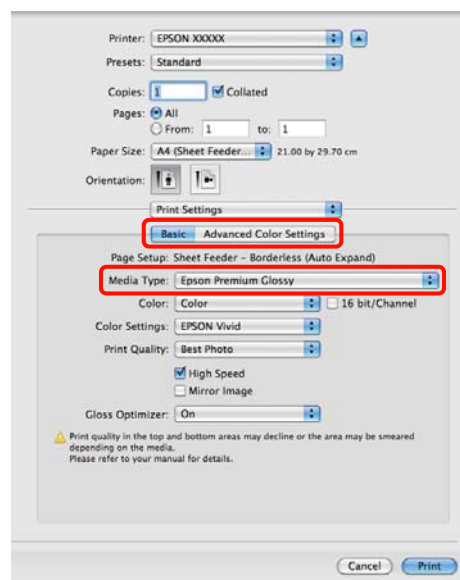 Printer: EPSON XXXXX
Presets: Standard
Copies: 1 Collated
Pages: All
From: 1 to: 1
Paper Size: A4 (Sheet Feeder... 21.00 by 29.70 cm
Orientation:
Print Settings
Basic Advanced Color Settings
Page Setup: Sheet Feeder - Borderless (Auto Expand)
Media Type: Epson Premium Glossy
Color: Color 16 bit/Channel
Color Settings: EPSON Vivid
Print Quality: Best Photo
High Speed
Mirror Image
Gloss Optimizer: On
Print quality in the top and bottom areas may decline or the area may be smeared
depending on the media.
Please refer to your manual for details.
Cancel Print